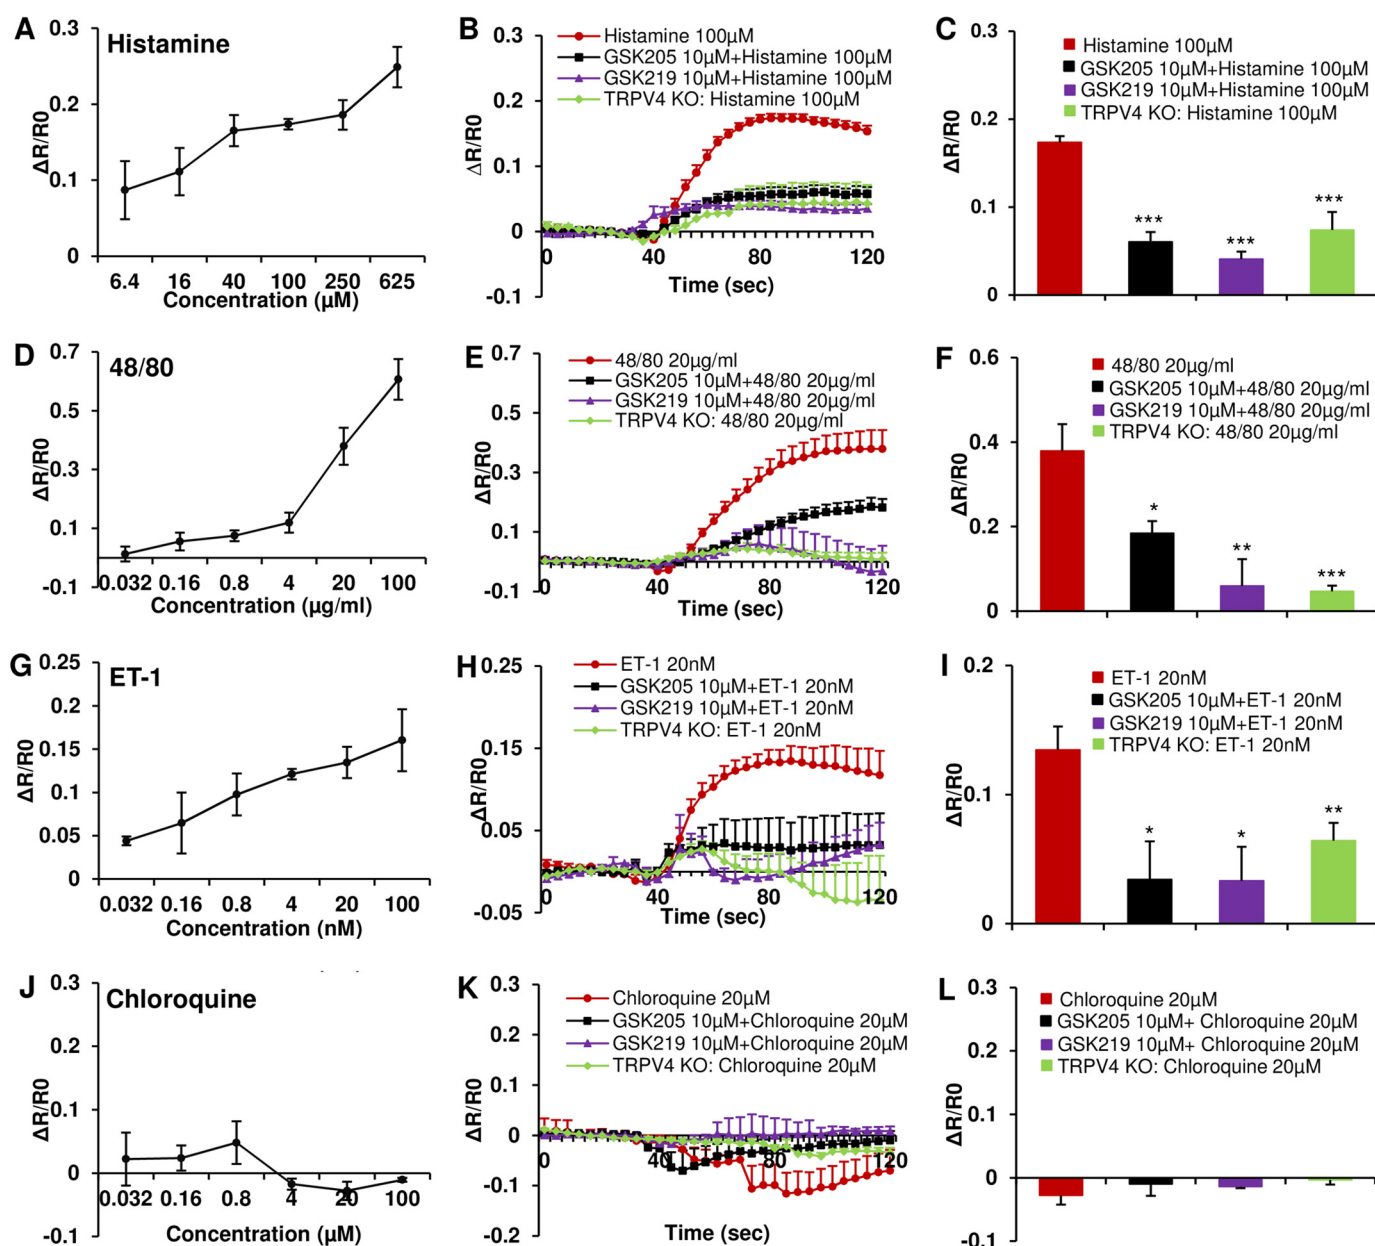 A
Histamine
0.3
0.2
0.1
0
ΔR/R0
6.4 16 40 100 250 625
Concentration (µM)
B
0.3
0.2
0.1
0
-0.1
ΔR/R0
Histamine 100µM
GSK205 10µM+Histamine 100µM
GSK219 10µM+Histamine 100µM
TRPV4 KO: Histamine 100µM
0 40 80 120
Time (sec)
C
0.3
0.2
0.1
0
ΔR/R0
Histamine 100µM
GSK205 10µM+Histamine 100µM
GSK219 10µM+Histamine 100µM
TRPV4 KO: Histamine 100µM
*** *** ***
D
48/80
0.7
0.5
0.3
0.1
-0.1
ΔR/R0
0.032 0.16 0.8 4 20 100
Concentration (µg/ml)
E
0.7
0.5
0.3
0.1
-0.1
ΔR/R0
48/80 20µg/ml
GSK205 10µM+48/80 20µg/ml
GSK219 10µM+48/80 20µg/ml
TRPV4 KO: 48/80 20µg/ml
0 40 80 120
Time (sec)
F
0.6
0.4
0.2
0
ΔR/R0
48/80 20µg/ml
GSK205 10µM+48/80 20µg/ml
GSK219 10µM+48/80 20µg/ml
TRPV4 KO: 48/80 20µg/ml
* ** ***
G
ET-1
0.25
0.2
0.15
0.1
0.05
0
ΔR/R0
0.032 0.16 0.8 4 20 100
Concentration (nM)
H
0.25
0.15
0.05
-0.05
ΔR/R0
ET-1 20nM
GSK205 10µM+ET-1 20nM
GSK219 10µM+ET-1 20nM
TRPV4 KO: ET-1 20nM
0 40 80 120
Time (sec)
I
0.2
0.1
0
ΔR/R0
ET-1 20nM
GSK205 10µM+ET-1 20nM
GSK219 10µM+ET-1 20nM
TRPV4 KO: ET-1 20nM
* * **
J
Chloroquine
0.3
0.2
0.1
0
-0.1
ΔR/R0
0.032 0.16 0.8 4 20 100
Concentration (µM)
K
0.3
0.2
0.1
0
-0.1
-0.2
ΔR/R0
Chloroquine 20µM
GSK205 10µM+Chloroquine 20µM
GSK219 10µM+Chloroquine 20µM
TRPV4 KO: Chloroquine 20µM
0 40 80 120
Time (sec)
L
0.3
0.2
0.1
0
-0.1
ΔR/R0
Chloroquine 20µM
GSK205 10µM+ Chloroquine 20µM
GSK219 10µM+ Chloroquine 20µM
TRPV4 KO: Chloroquine 20µM